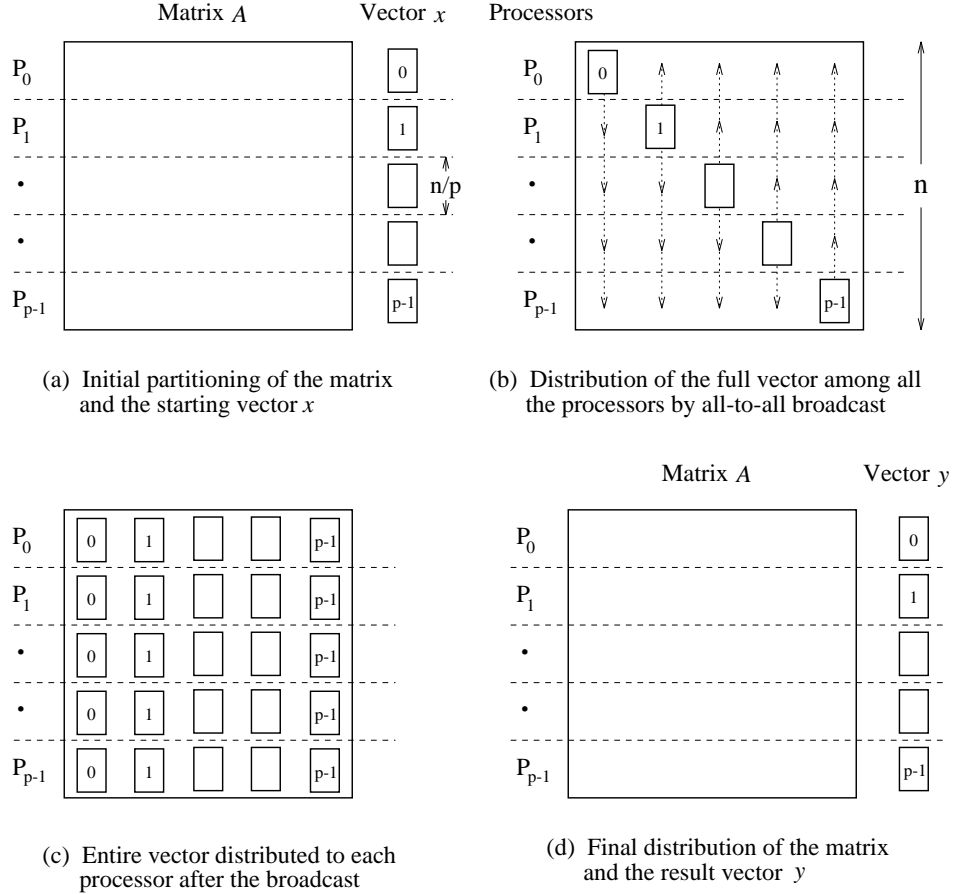 Matrix A Vector x
P0 0
P1 1
• n/p
•
Pp-1 p-1
(a) Initial partitioning of the matrix
and the starting vector x
Processors
P0 0
P1 1
•
• n
Pp-1 p-1
(b) Distribution of the full vector among all
the processors by all-to-all broadcast
P0 0 1 p-1
P1 0 1 p-1
• 0 1 p-1
• 0 1 p-1
Pp-1 0 1 p-1
(c) Entire vector distributed to each
processor after the broadcast
Matrix A Vector y
P0 0
P1 1
•
•
Pp-1 p-1
(d) Final distribution of the matrix
and the result vector y